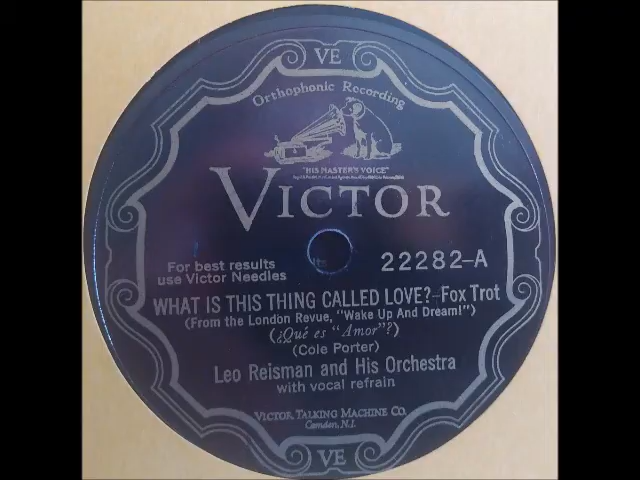 VE
Orthophonic Recording
"HIS MASTER'S VOICE"
VICTOR
For best results
use Victor Needles
22282-A
WHAT IS THIS THING CALLED LOVE?-Fox Trot
(From the London Revue, "Wake Up And Dream!")
(¿Qué es "Amor"?)
(Cole Porter)
Leo Reisman and His Orchestra
with vocal refrain
VICTOR TALKING MACHINE CO.
Camden, N.J.
VE